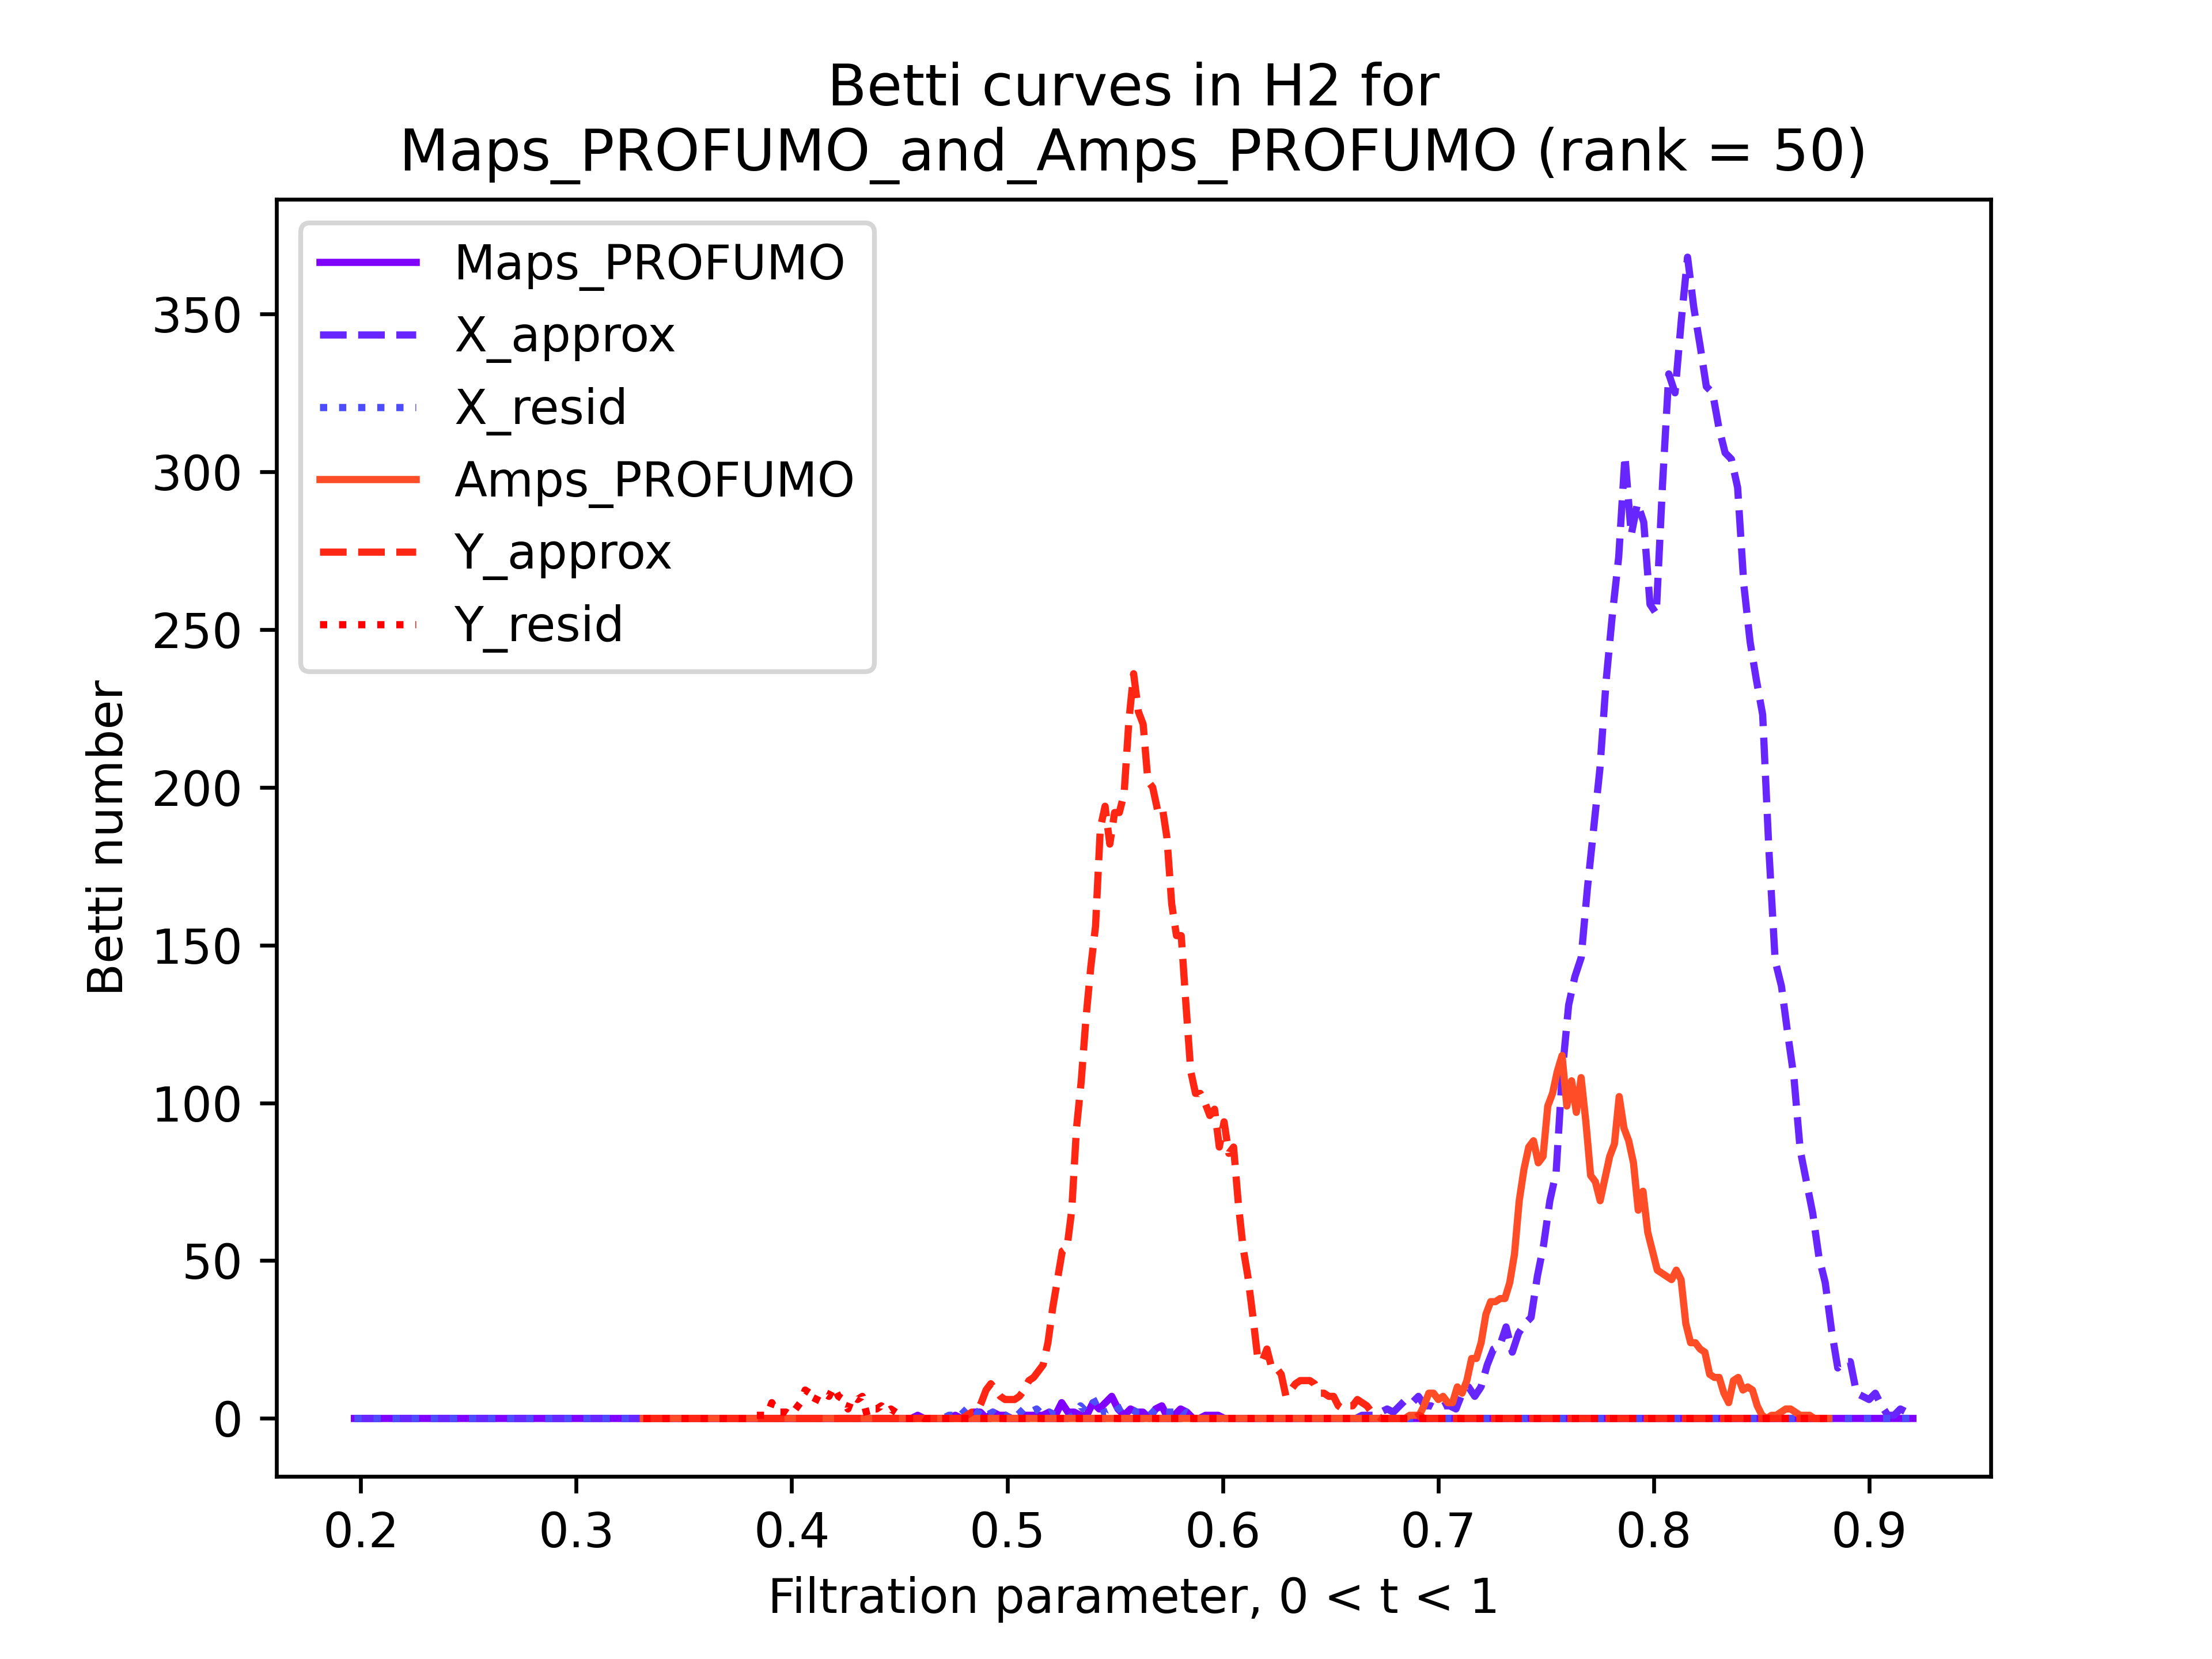 Betti curves in H2 for
Maps_PROFUMO_and_Amps_PROFUMO (rank = 50)
Maps_PROFUMO
X_approx
X_resid
Amps_PROFUMO
Y_approx
Y_resid
Betti number
350
300
250
200
150
100
50
0
0.2 0.3 0.4 0.5 0.6 0.7 0.8 0.9
Filtration parameter, 0 < t < 1